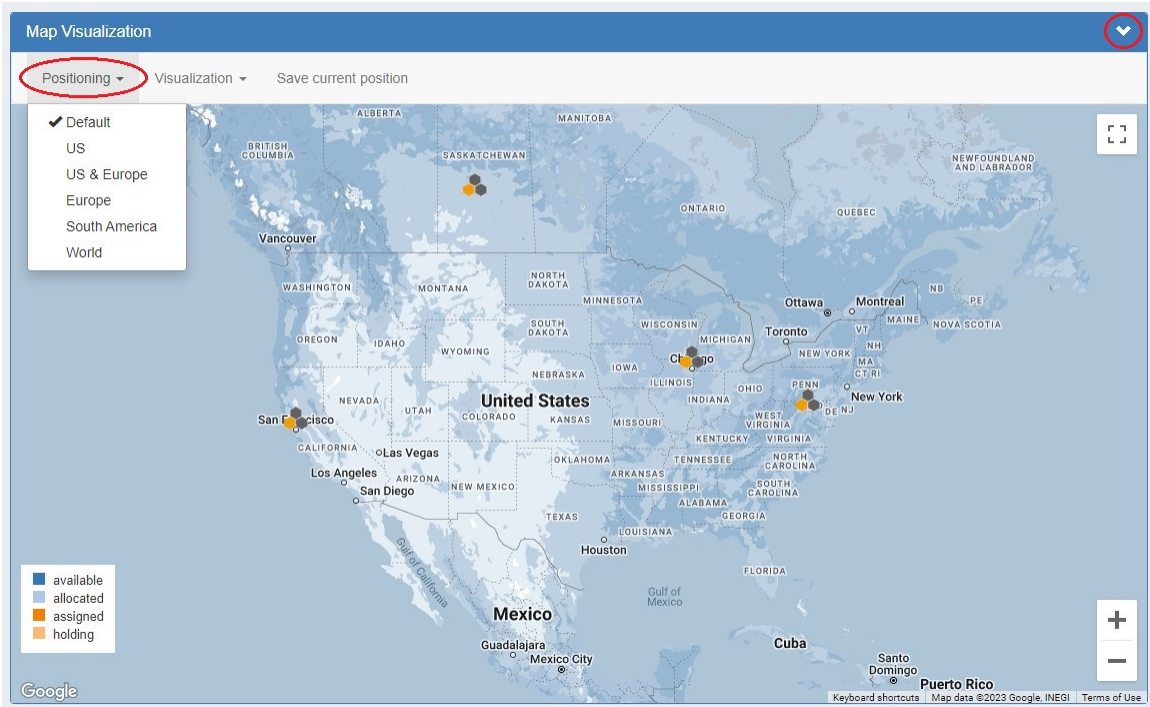 Map Visualization
Positioning Visualization Save current position
Default
US
US & Europe
Europe
South America
World
ALBERTA
MANITOBA
BRITISH
COLUMBIA
SASKATCHEWAN
NEWFOUNDLAND
AND LABRADOR
ONTARIO
QUEBEC
Vancouver
WASHINGTON
MONTANA
NORTH
DAKOTA
MINNESOTA
Ottawa
Montreal
NB
PE
MAINE
NOVA SCOTIA
OREGON
IDAHO
SOUTH
DAKOTA
WISCONSIN
MICHIGAN
Toronto
VT
NH
WYOMING
NEW YORK
MA
CT RI
IOWA
Chicago
NEBRASKA
ILLINOIS
INDIANA
OHIO
PENN
New York
NEVADA
UTAH
United States
COLORADO
KANSAS
MISSOURI
WEST
VIRGINIA
DE NJ
San Francisco
CALIFORNIA
KENTUCKY
VIRGINIA
Las Vegas
OKLAHOMA
TENNESSEE
NORTH
CAROLINA
Los Angeles
ARIZONA
NEW MEXICO
ARKANSAS
MISSISSIPPI
SOUTH
CAROLINA
San Diego
ALABAMA
GEORGIA
TEXAS
LOUISIANA
Houston
FLORIDA
Gulf of California
Gulf of
Mexico
Mexico
Guadalajara
Mexico City
Cuba
Santo
Domingo
Puerto Rico
available
allocated
assigned
holding
Google
Keyboard shortcuts Map data ©2023 Google, INEGI Terms of Use